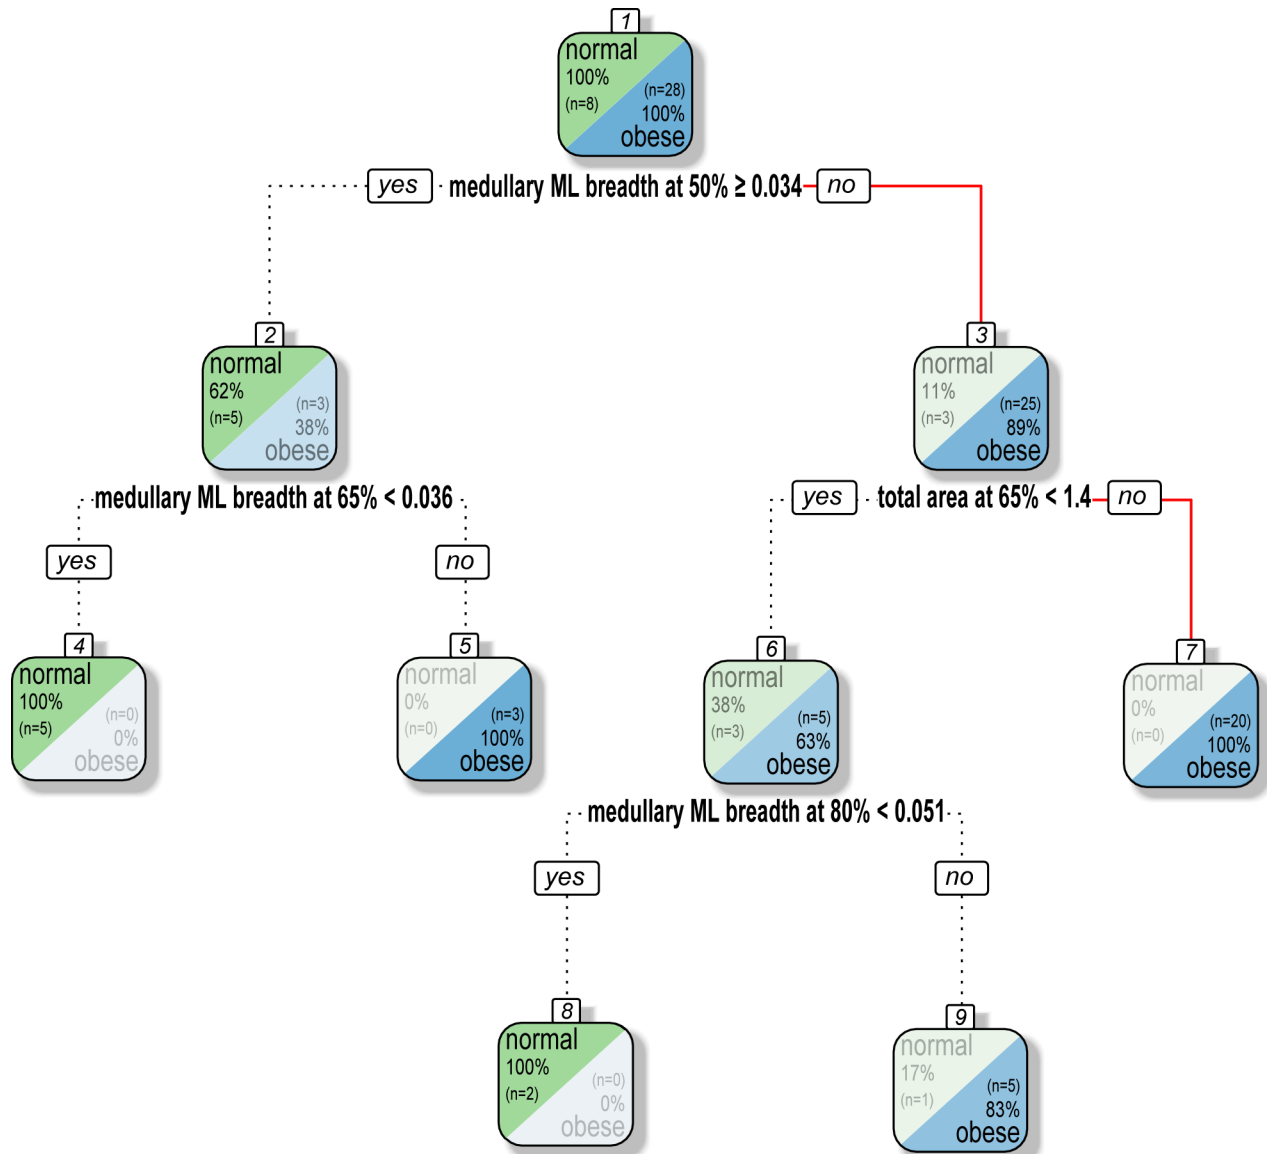 1
normal
100%
(n=8)
(n=28)
100%
obese
yes
medullary ML breadth at 50% ≥ 0.034
no
2
normal
62%
(n=5)
(n=3)
38%
obese
3
normal
11%
(n=3)
(n=25)
89%
obese
medullary ML breadth at 65% < 0.036
yes
no
yes
total area at 65% < 1.4
no
4
normal
100%
(n=5)
(n=0)
0%
obese
5
normal
0%
(n=0)
(n=3)
100%
obese
6
normal
38%
(n=3)
(n=5)
63%
obese
7
normal
0%
(n=0)
(n=20)
100%
obese
medullary ML breadth at 80% < 0.051
yes
no
8
normal
100%
(n=2)
(n=0)
0%
obese
9
normal
17%
(n=1)
(n=5)
83%
obese